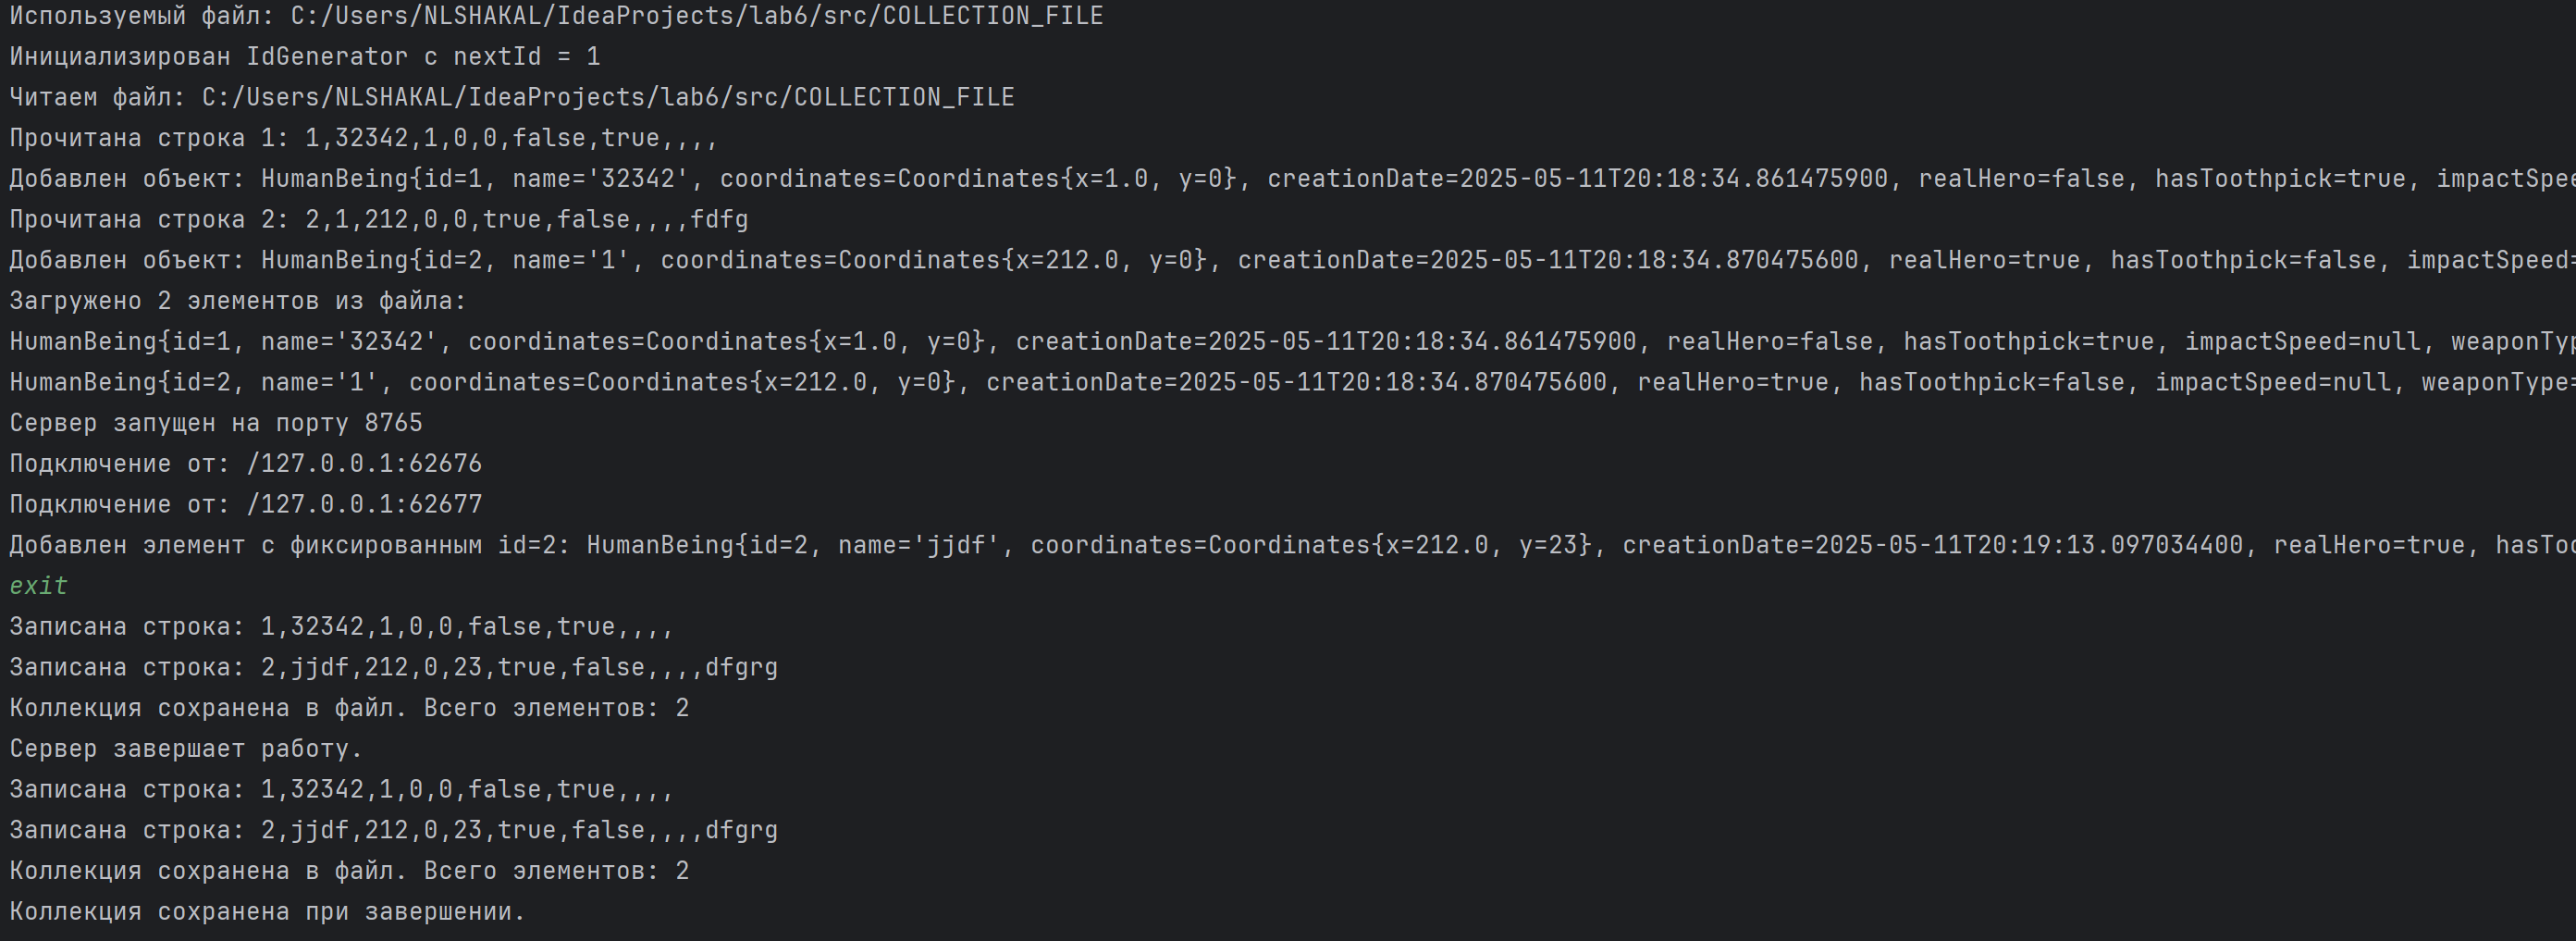 Используемый файл: C:/Users/NLSHAKAL/IdeaProjects/lab6/src/COLLECTION_FILE
Инициализирован IdGenerator с nextId = 1
Читаем файл: C:/Users/NLSHAKAL/IdeaProjects/lab6/src/COLLECTION_FILE
Прочитана строка 1: 1,32342,1,0,0,false,true,,,,
Добавлен объект: HumanBeing{id=1, name='32342', coordinates=Coordinates{x=1.0, y=0}, creationDate=2025-05-11T20:18:34.861475900, realHero=false, hasToothpick=true, impactSpee
Прочитана строка 2: 2,1,212,0,0,true,false,,,,fdfg
Добавлен объект: HumanBeing{id=2, name='1', coordinates=Coordinates{x=212.0, y=0}, creationDate=2025-05-11T20:18:34.870475600, realHero=true, hasToothpick=false, impactSpeed=
Загружено 2 элементов из файла:
HumanBeing{id=1, name='32342', coordinates=Coordinates{x=1.0, y=0}, creationDate=2025-05-11T20:18:34.861475900, realHero=false, hasToothpick=true, impactSpeed=null, weaponTyp
HumanBeing{id=2, name='1', coordinates=Coordinates{x=212.0, y=0}, creationDate=2025-05-11T20:18:34.870475600, realHero=true, hasToothpick=false, impactSpeed=null, weaponType=
Сервер запущен на порту 8765
Подключение от: /127.0.0.1:62676
Подключение от: /127.0.0.1:62677
Добавлен элемент с фиксированным id=2: HumanBeing{id=2, name='jjdf', coordinates=Coordinates{x=212.0, y=23}, creationDate=2025-05-11T20:19:13.097034400, realHero=true, hasToo
exit
Записана строка: 1,32342,1,0,0,false,true,,,,
Записана строка: 2,jjdf,212,0,23,true,false,,,,dfgrg
Коллекция сохранена в файл. Всего элементов: 2
Сервер завершает работу.
Записана строка: 1,32342,1,0,0,false,true,,,,
Записана строка: 2,jjdf,212,0,23,true,false,,,,dfgrg
Коллекция сохранена в файл. Всего элементов: 2
Коллекция сохранена при завершении.